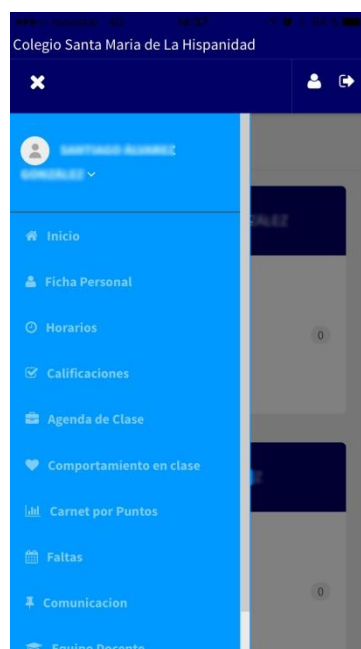 Colegio Santa Maria de La Hispanidad
Inicio
Ficha Personal
Horarios
0
Calificaciones
Agenda de Clase
Comportamiento en clase
Carnet por Puntos
Faltas
0
Comunicacion
Equipo Docente